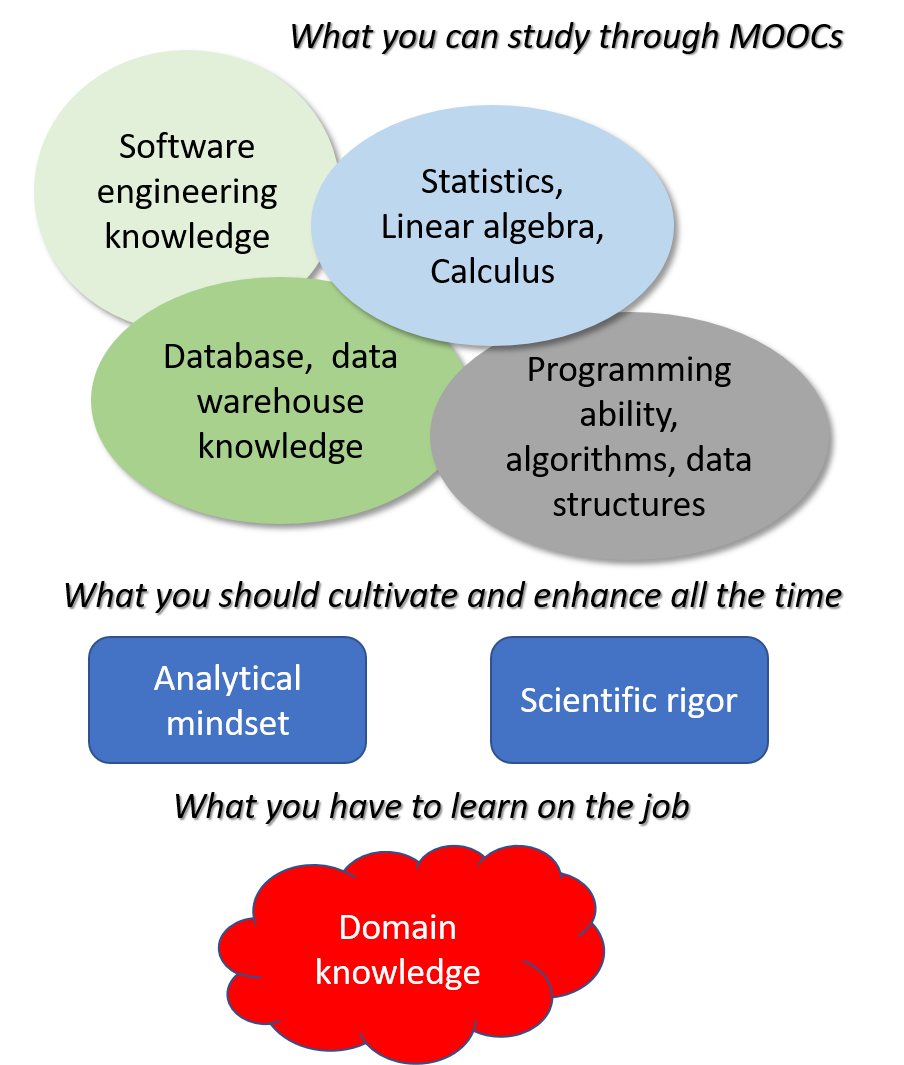 What you can study through MOOCs
Software
engineering
knowledge
Statistics,
Linear algebra,
Calculus
Database,  data
warehouse
knowledge
Programming
ability,
algorithms, data
structures
What you should cultivate and enhance all the time
Analytical
mindset
Scientific rigor
What you have to learn on the job
Domain
knowledge